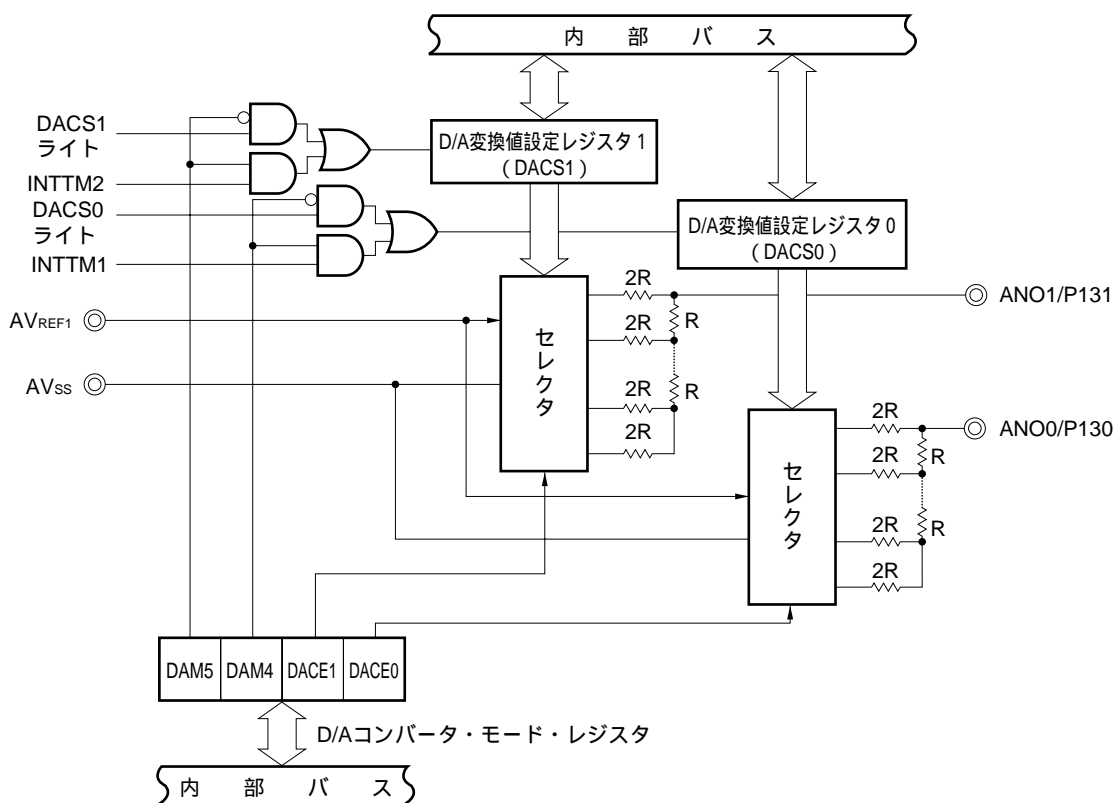 内 部 バ ス
DACS1
ライト
INTTM2
DACS0
ライト
INTTM1
D/A変換値設定レジスタ1
(DACS1)
D/A変換値設定レジスタ0
(DACS0)
AVREF1
AVSS
セレクタ
2R
R
2R
2R
R
2R
ANO1/P131
セレクタ
2R
R
2R
2R
R
2R
ANO0/P130
DAM5 DAM4 DACE1 DACE0
D/Aコンバータ・モード・レジスタ
内 部 バ ス